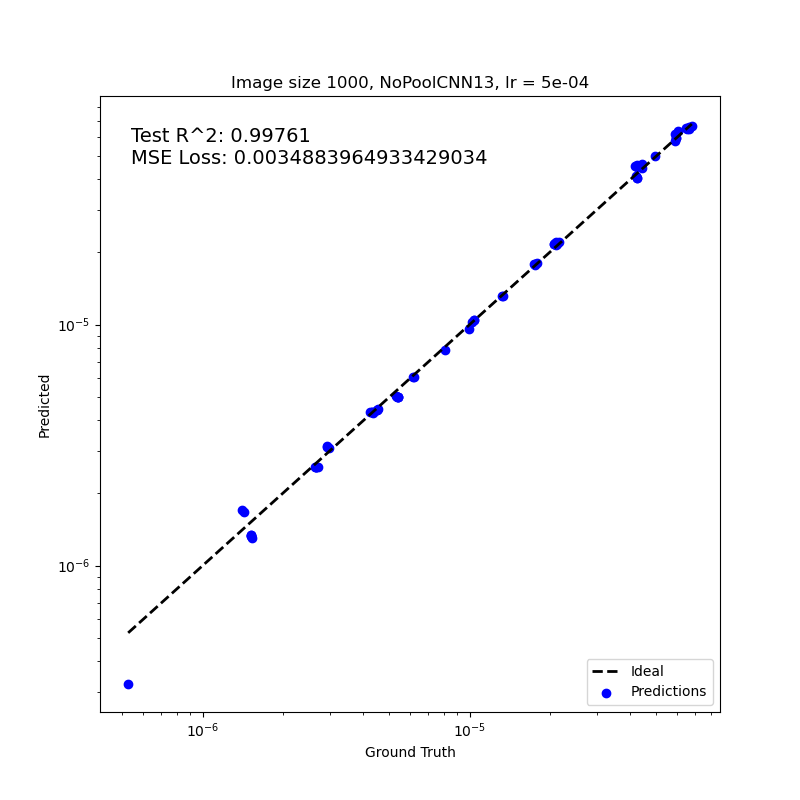 Image size 1000, NoPoolCNN13, lr = 5e-04
Test R^2: 0.99761
MSE Loss: 0.0034883964933429034
10⁻⁵
10⁻⁶
Predicted
Ideal
Predictions
10⁻⁶
10⁻⁵
Ground Truth